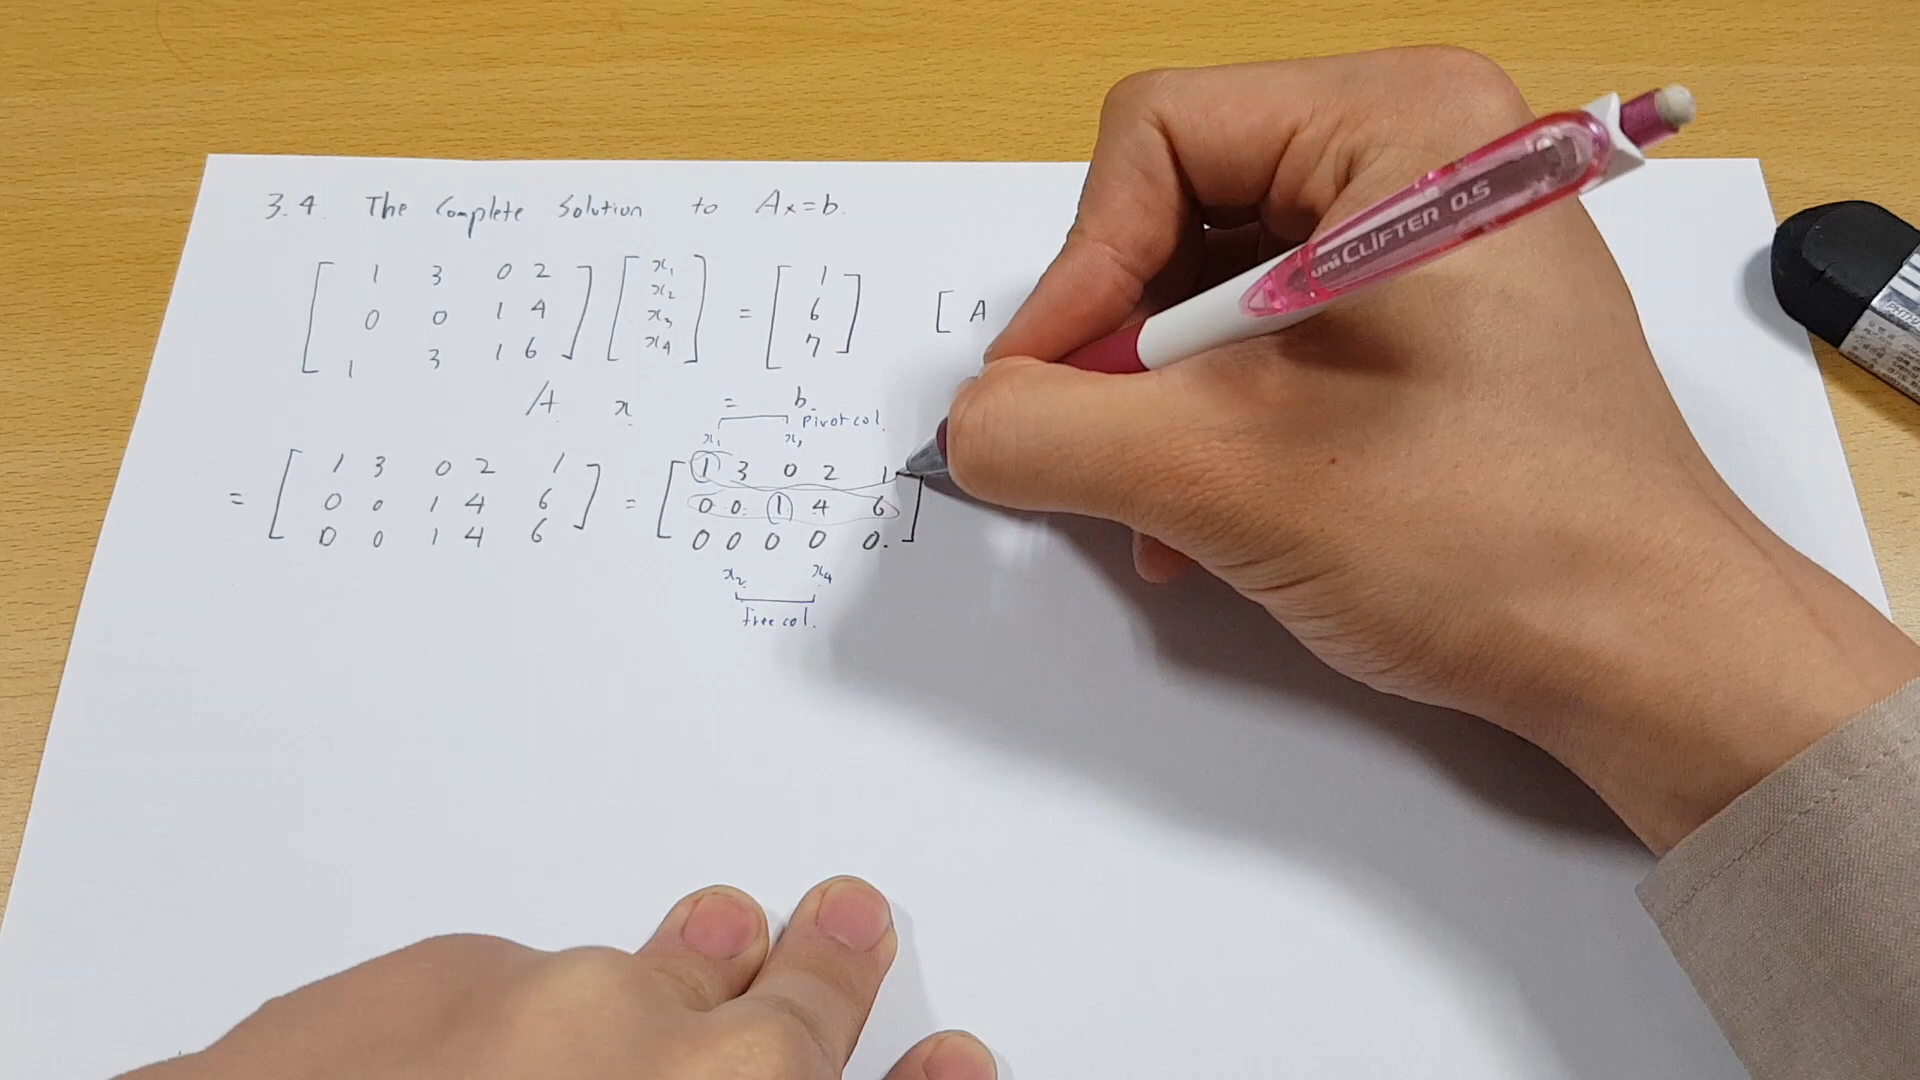 3.4. The Complete Solution to Ax=b.
[ 1 3 0 2 ] [ x₁ ] = [ 1 ] [ A
0 0 1 4 x₂ 6
1 3 1 6 x₃ 7
x₄
A x = b.
pivot col.
x₁ x₃
= [ 1 3 0 2 1 ] = [ 1 3 0 2 1 ]
0 0 1 4 6 0 0 1 4 6
0 0 1 4 6 0 0 0 0 0.
x₂ x₄
free col.
uni CLiFTER 0.5